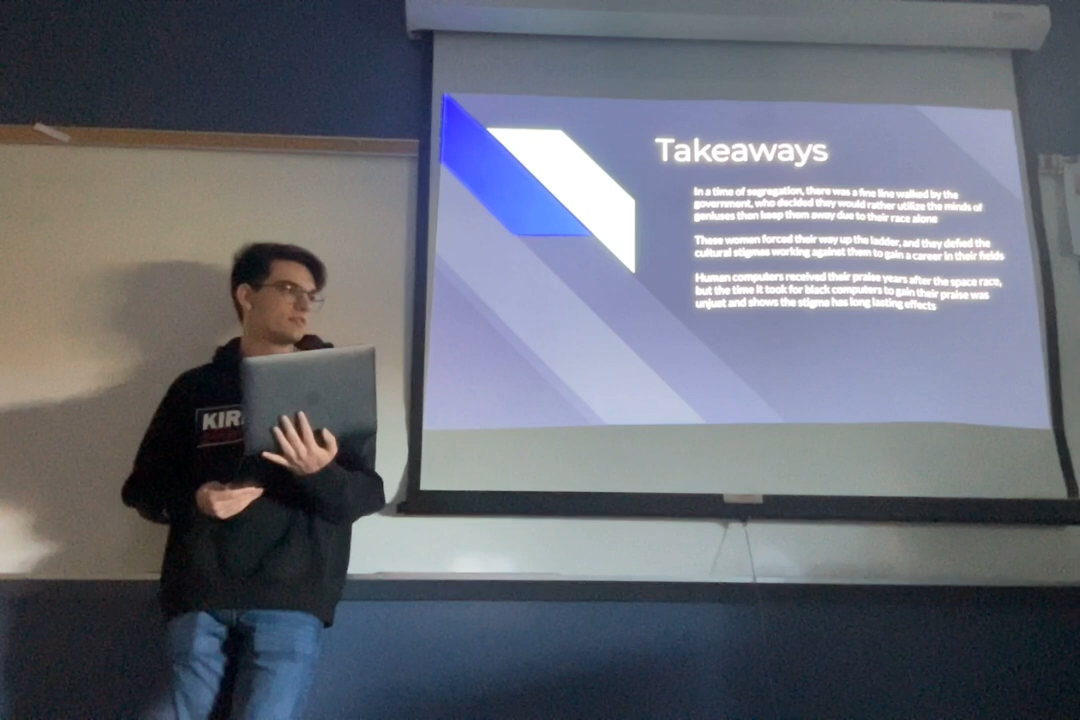 Takeaways
In a time of segregation, there was a fine line walked by the
government, who decided they would rather utilize the minds of
geniuses then keep them away due to their race alone
These women forced their way up the ladder, and they defied the
cultural stigmas working against them to gain a career in their fields
Human computers received their praise years after the space race,
but the time it took for black computers to gain their praise was
unjust and shows the stigma has long lasting effects
KIR